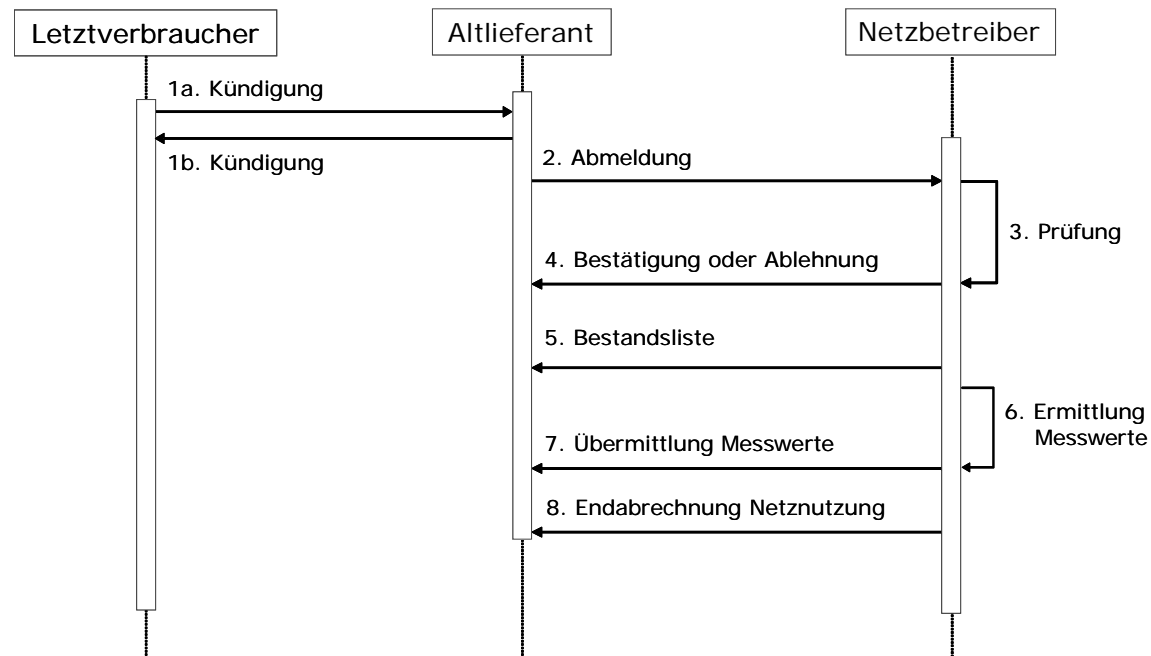 Letztverbraucher
Altlieferant
Netzbetreiber
1a. Kündigung
1b. Kündigung
2. Abmeldung
3. Prüfung
4. Bestätigung oder Ablehnung
5. Bestandsliste
6. Ermittlung
Messwerte
7. Übermittlung Messwerte
8. Endabrechnung Netznutzung